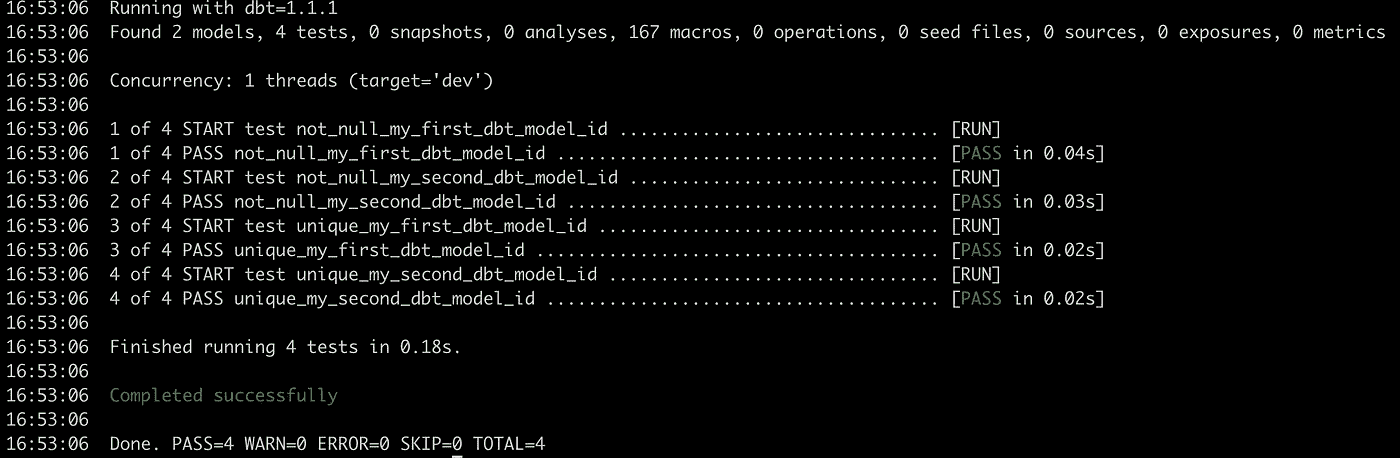 16:53:06  Running with dbt=1.1.1
16:53:06  Found 2 models, 4 tests, 0 snapshots, 0 analyses, 167 macros, 0 operations, 0 seed files, 0 sources, 0 exposures, 0 metrics
16:53:06
16:53:06  Concurrency: 1 threads (target='dev')
16:53:06
16:53:06  1 of 4 START test not_null_my_first_dbt_model_id ............................... [RUN]
16:53:06  1 of 4 PASS not_null_my_first_dbt_model_id ..................................... [PASS in 0.04s]
16:53:06  2 of 4 START test not_null_my_second_dbt_model_id .............................. [RUN]
16:53:06  2 of 4 PASS not_null_my_second_dbt_model_id .................................... [PASS in 0.03s]
16:53:06  3 of 4 START test unique_my_first_dbt_model_id ................................. [RUN]
16:53:06  3 of 4 PASS unique_my_first_dbt_model_id ....................................... [PASS in 0.02s]
16:53:06  4 of 4 START test unique_my_second_dbt_model_id ................................ [RUN]
16:53:06  4 of 4 PASS unique_my_second_dbt_model_id ...................................... [PASS in 0.02s]
16:53:06
16:53:06  Finished running 4 tests in 0.18s.
16:53:06
16:53:06  Completed successfully
16:53:06
16:53:06  Done. PASS=4 WARN=0 ERROR=0 SKIP=0 TOTAL=4